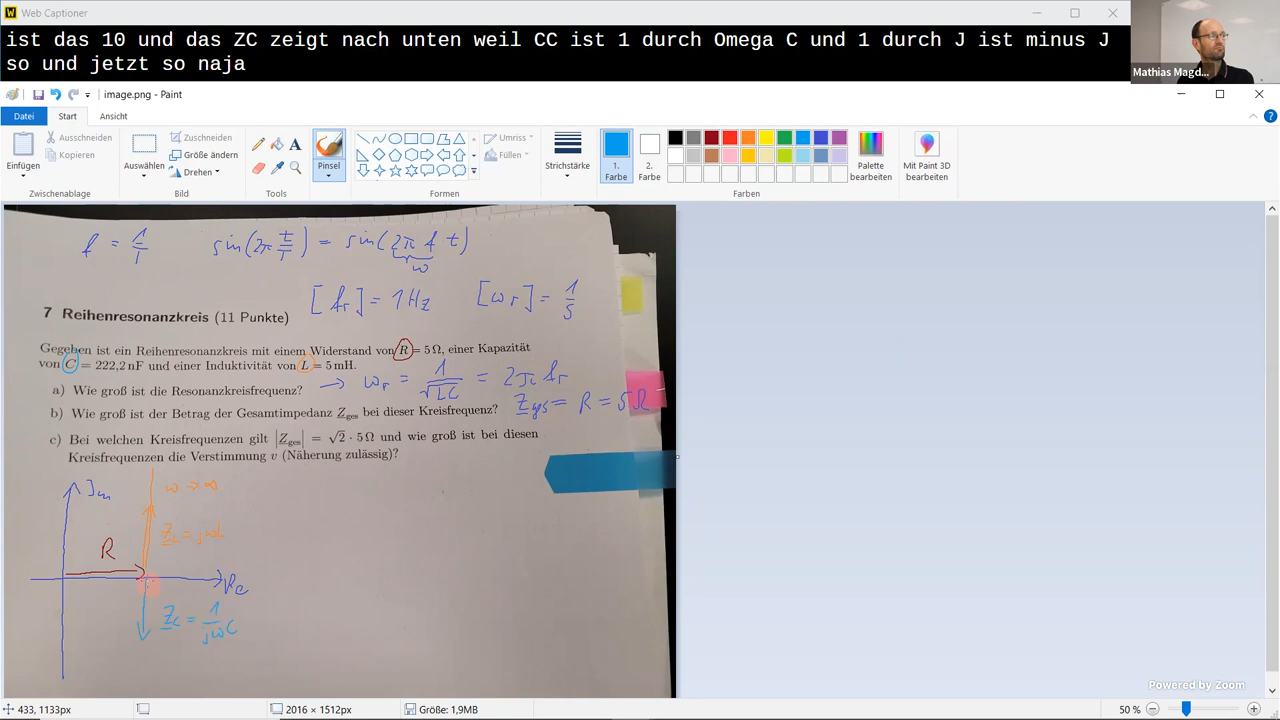 Web Captioner
ist das 10 und das ZC zeigt nach unten weil CC ist 1 durch Omega C und 1 durch J ist minus J
so und jetzt so naja
Mathias Magd...
image.png - Paint
Datei Start Ansicht
Einfügen
Ausschneiden
Kopieren
Zwischenablage
Auswählen
Zuschneiden
Größe ändern
Drehen
Bild
A
Tools
Pinsel
Umriss
Füllen
Formen
Strichstärke
1. Farbe
2. Farbe
Palette bearbeiten
Farben
Mit Paint 3D bearbeiten
f = 1/T sin(2π t/T) = sin(2π f t)
ω
[fr] = 1Hz [ωr] = 1/s
7 Reihenresonanzkreis (11 Punkte)
Gegeben ist ein Reihenresonanzkreis mit einem Widerstand von R = 5 Ω, einer Kapazität
von C = 222,2 nF und einer Induktivität von L = 5 mH.
a) Wie groß ist die Resonanzkreisfrequenz? → ωr = 1/√LC = 2π fr
b) Wie groß ist der Betrag der Gesamtimpedanz Zges bei dieser Kreisfrequenz? Zges = R = 5Ω
c) Bei welchen Kreisfrequenzen gilt |Zges| = √2 · 5 Ω und wie groß ist bei diesen
Kreisfrequenzen die Verstimmung v (Näherung zulässig)?
Im
ω → ∞
ZL = jωL
R
Re
ZC = 1/jωC
Powered by Zoom
433, 1133px
2016 × 1512px
Größe: 1,9MB
50 %